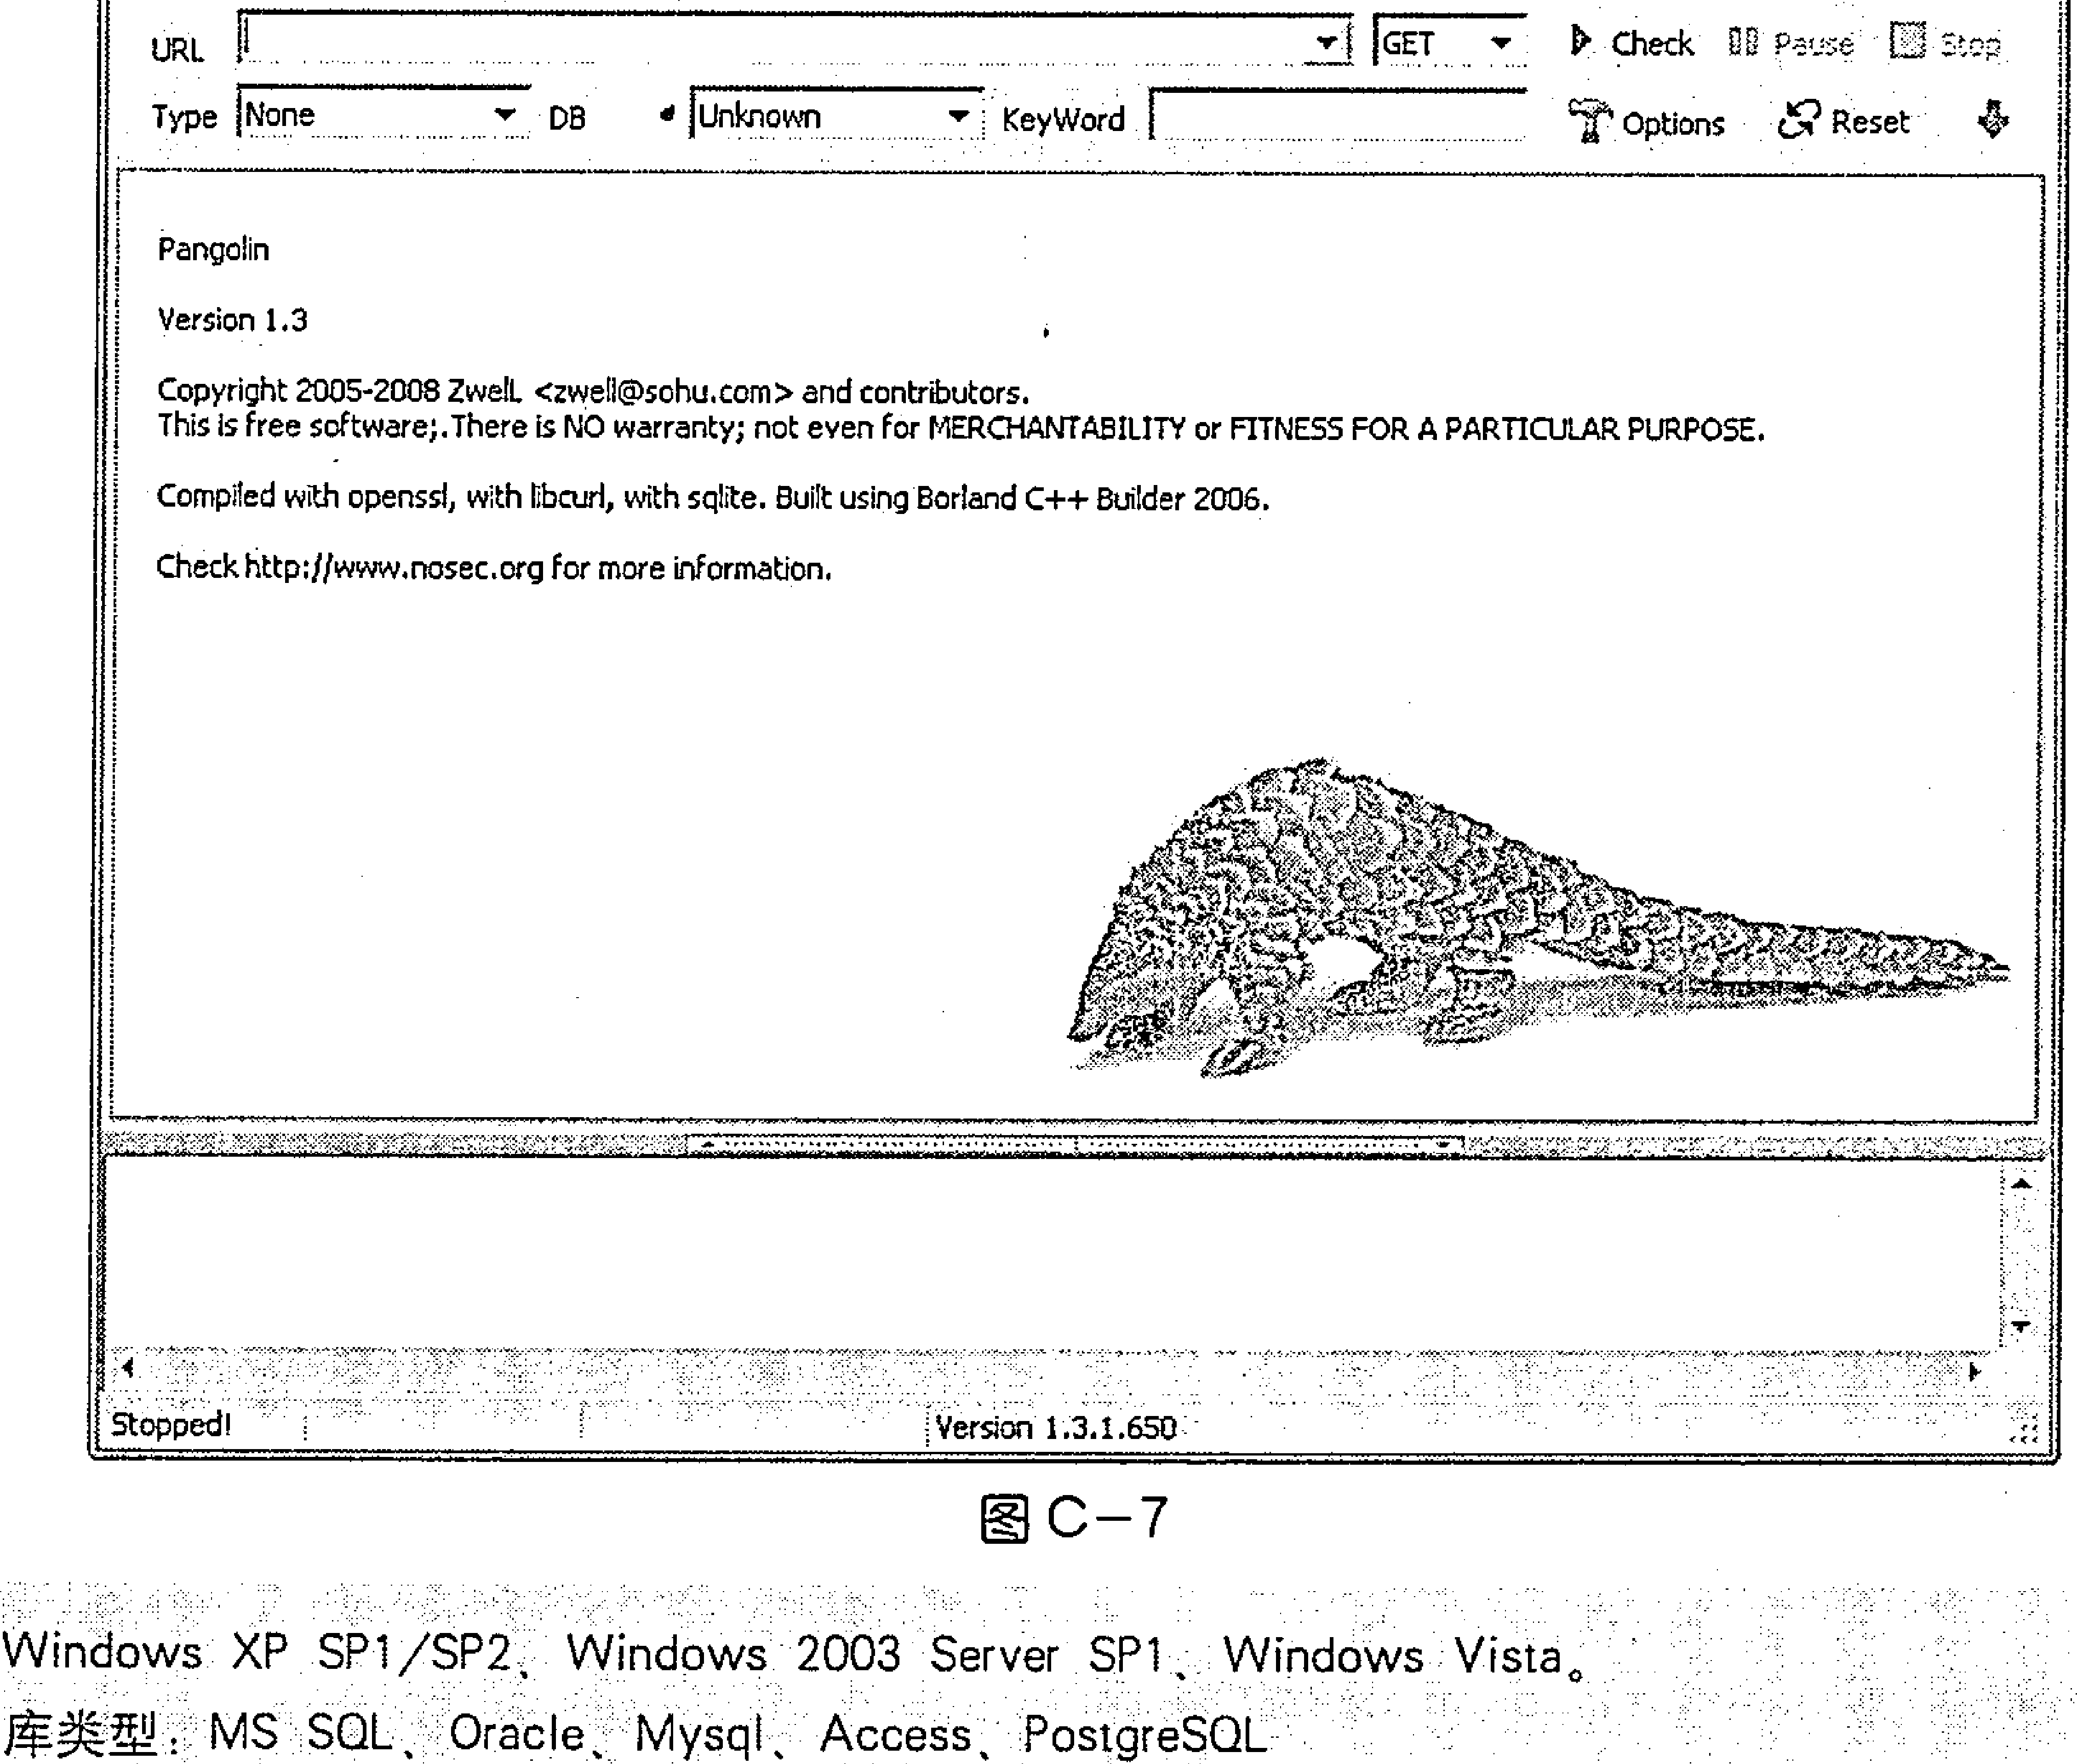 URL GET Check Pause Stop
Type None DB Unknown KeyWord Options Reset
Pangolin
Version 1.3
Copyright 2005-2008 ZwelL <zwell@sohu.com> and contributors.
This is free software; There is NO warranty; not even for MERCHANTABILITY or FITNESS FOR A PARTICULAR PURPOSE.
Compiled with openssl, with libcurl, with sqlite. Built using Borland C++ Builder 2006.
Check http://www.nosec.org for more information.
Stopped! Version 1.3.1.650
图 C-7
Windows XP SP1/SP2、Windows 2003 Server SP1、Windows Vista。
库类型：MS SQL、Oracle、Mysql、Access、PostgreSQL